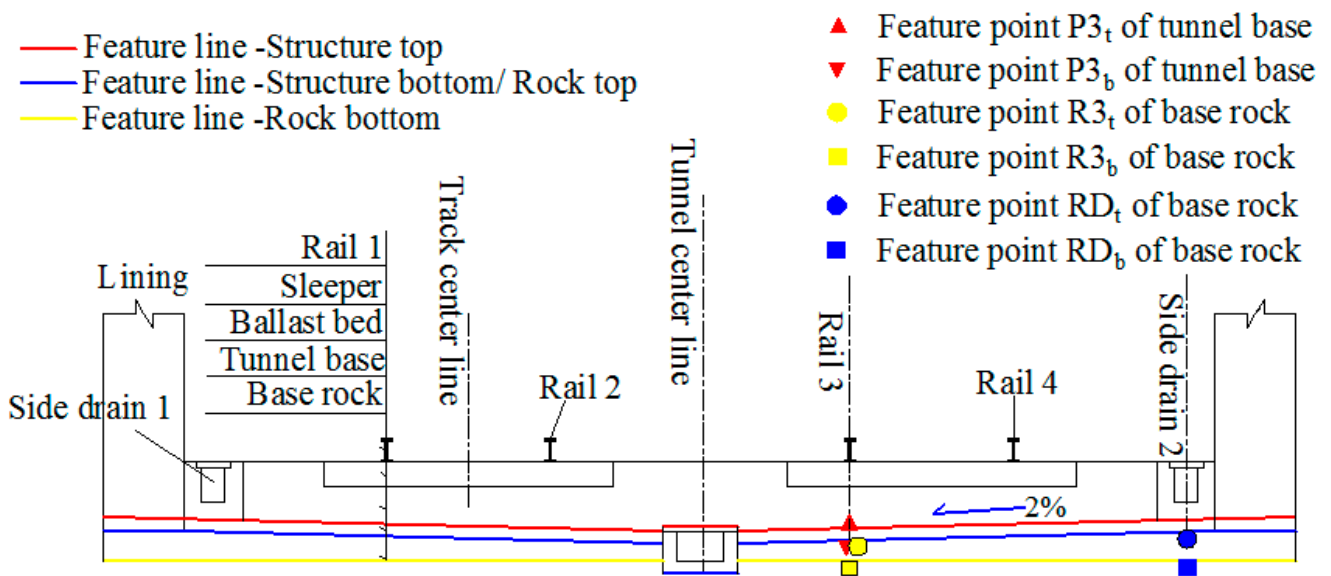 Feature line -Structure top
Feature line -Structure bottom/ Rock top
Feature line -Rock bottom
Feature point P3t of tunnel base
Feature point P3b of tunnel base
Feature point R3t of base rock
Feature point R3b of base rock
Feature point RDt of base rock
Feature point RDb of base rock
Lining
Rail 1
Sleeper
Ballast bed
Tunnel base
Base rock
Side drain 1
Track center line
Rail 2
Tunnel center line
Rail 3
Rail 4
Side drain 2
2%